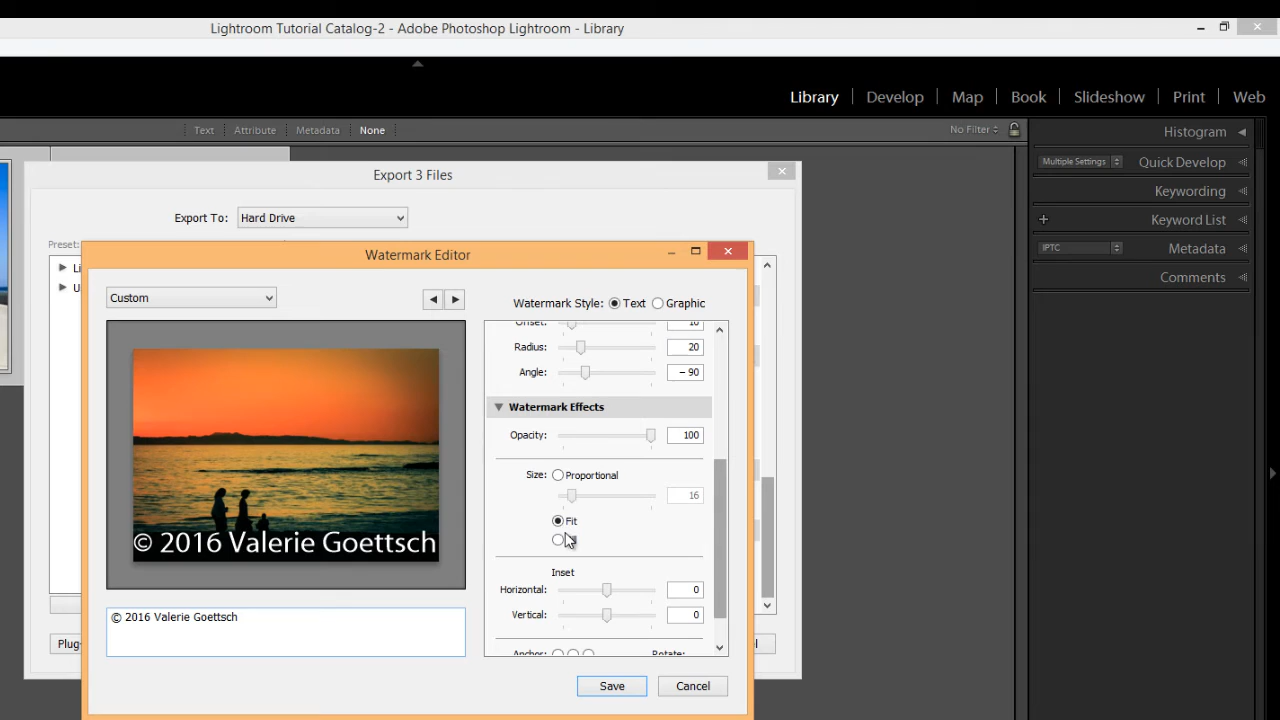 Lightroom Tutorial Catalog-2 - Adobe Photoshop Lightroom - Library
Library Develop Map Book Slideshow Print Web
Text Attribute Metadata None No Filter
Histogram
Multiple Settings Quick Develop
Keywording
Keyword List
IPTC Metadata
Comments
Export 3 Files
Export To: Hard Drive
Preset:
Watermark Editor
Custom
Watermark Style: Text Graphic
Offset: 10
Radius: 20
Angle: – 90
Watermark Effects
Opacity: 100
Size: Proportional
16
Fit
Inset
Horizontal: 0
Vertical: 0
Anchor: Rotate:
© 2016 Valerie Goettsch
© 2016 Valerie Goettsch
Save Cancel